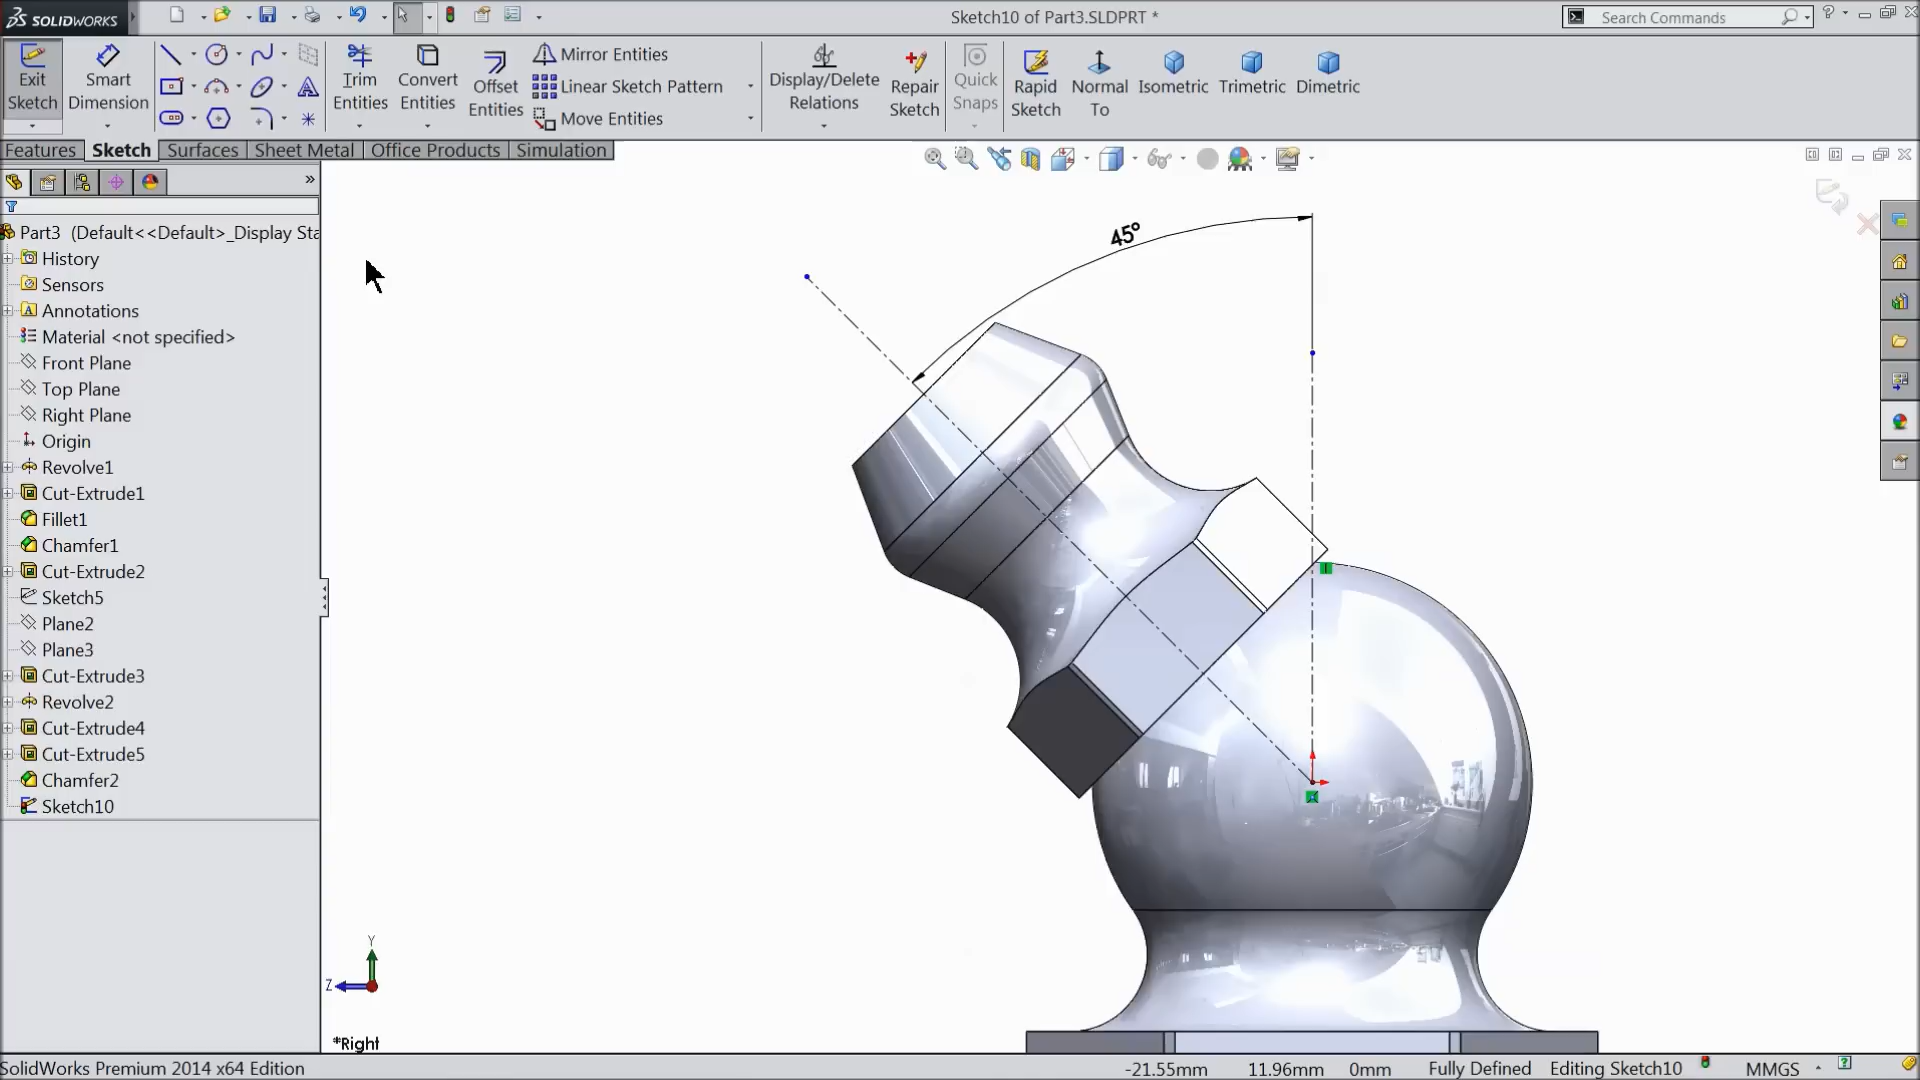 SOLIDWORKS
Sketch10 of Part3.SLDPRT *
Search Commands
Exit Sketch
Smart Dimension
Trim Entities
Convert Entities
Offset Entities
Mirror Entities
Linear Sketch Pattern
Move Entities
Display/Delete Relations
Repair Sketch
Quick Snaps
Rapid Sketch
Normal To
Isometric
Trimetric
Dimetric
Features
Sketch
Surfaces
Sheet Metal
Office Products
Simulation
»
Part3 (Default<<Default>_Display Sta
History
Sensors
Annotations
Material <not specified>
Front Plane
Top Plane
Right Plane
Origin
Revolve1
Cut-Extrude1
Fillet1
Chamfer1
Cut-Extrude2
Sketch5
Plane2
Plane3
Cut-Extrude3
Revolve2
Cut-Extrude4
Cut-Extrude5
Chamfer2
Sketch10
45°
Y
Z
*Right
SolidWorks Premium 2014 x64 Edition
-21.55mm
11.96mm
0mm
Fully Defined
Editing Sketch10
MMGS